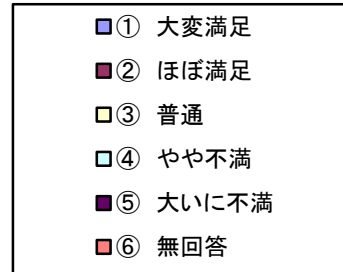 ① 大変満足
② ほぼ満足
③ 普通
④ やや不満
⑤ 大いに不満
⑥ 無回答